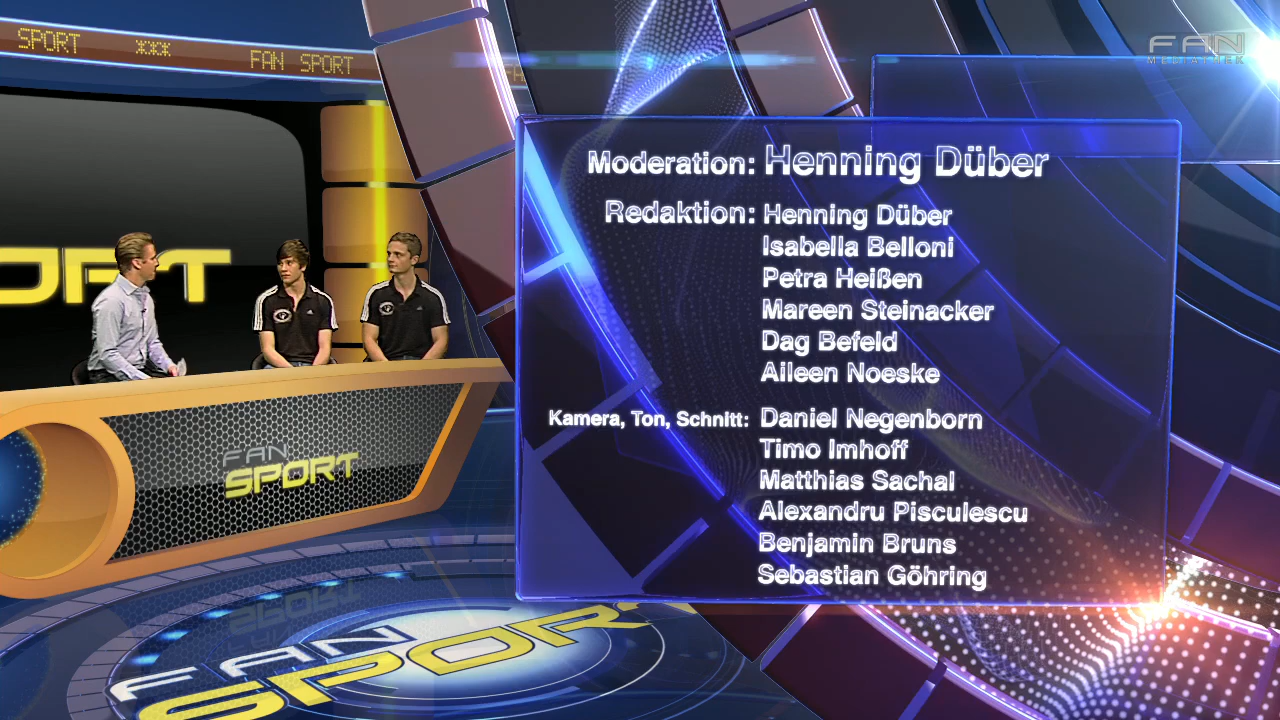 SPORT *** FAN SPORT
FAN
MEDIATHEK
Moderation: Henning Düber
Redaktion: Henning Düber
Isabella Belloni
Petra Heißen
Mareen Steinacker
Dag Befeld
Aileen Noeske
Kamera, Ton, Schnitt: Daniel Negenborn
Timo Imhoff
Matthias Sachal
Alexandru Pisculescu
Benjamin Bruns
Sebastian Göhring
ORT
FAN
SPORT
FAN
SPORT